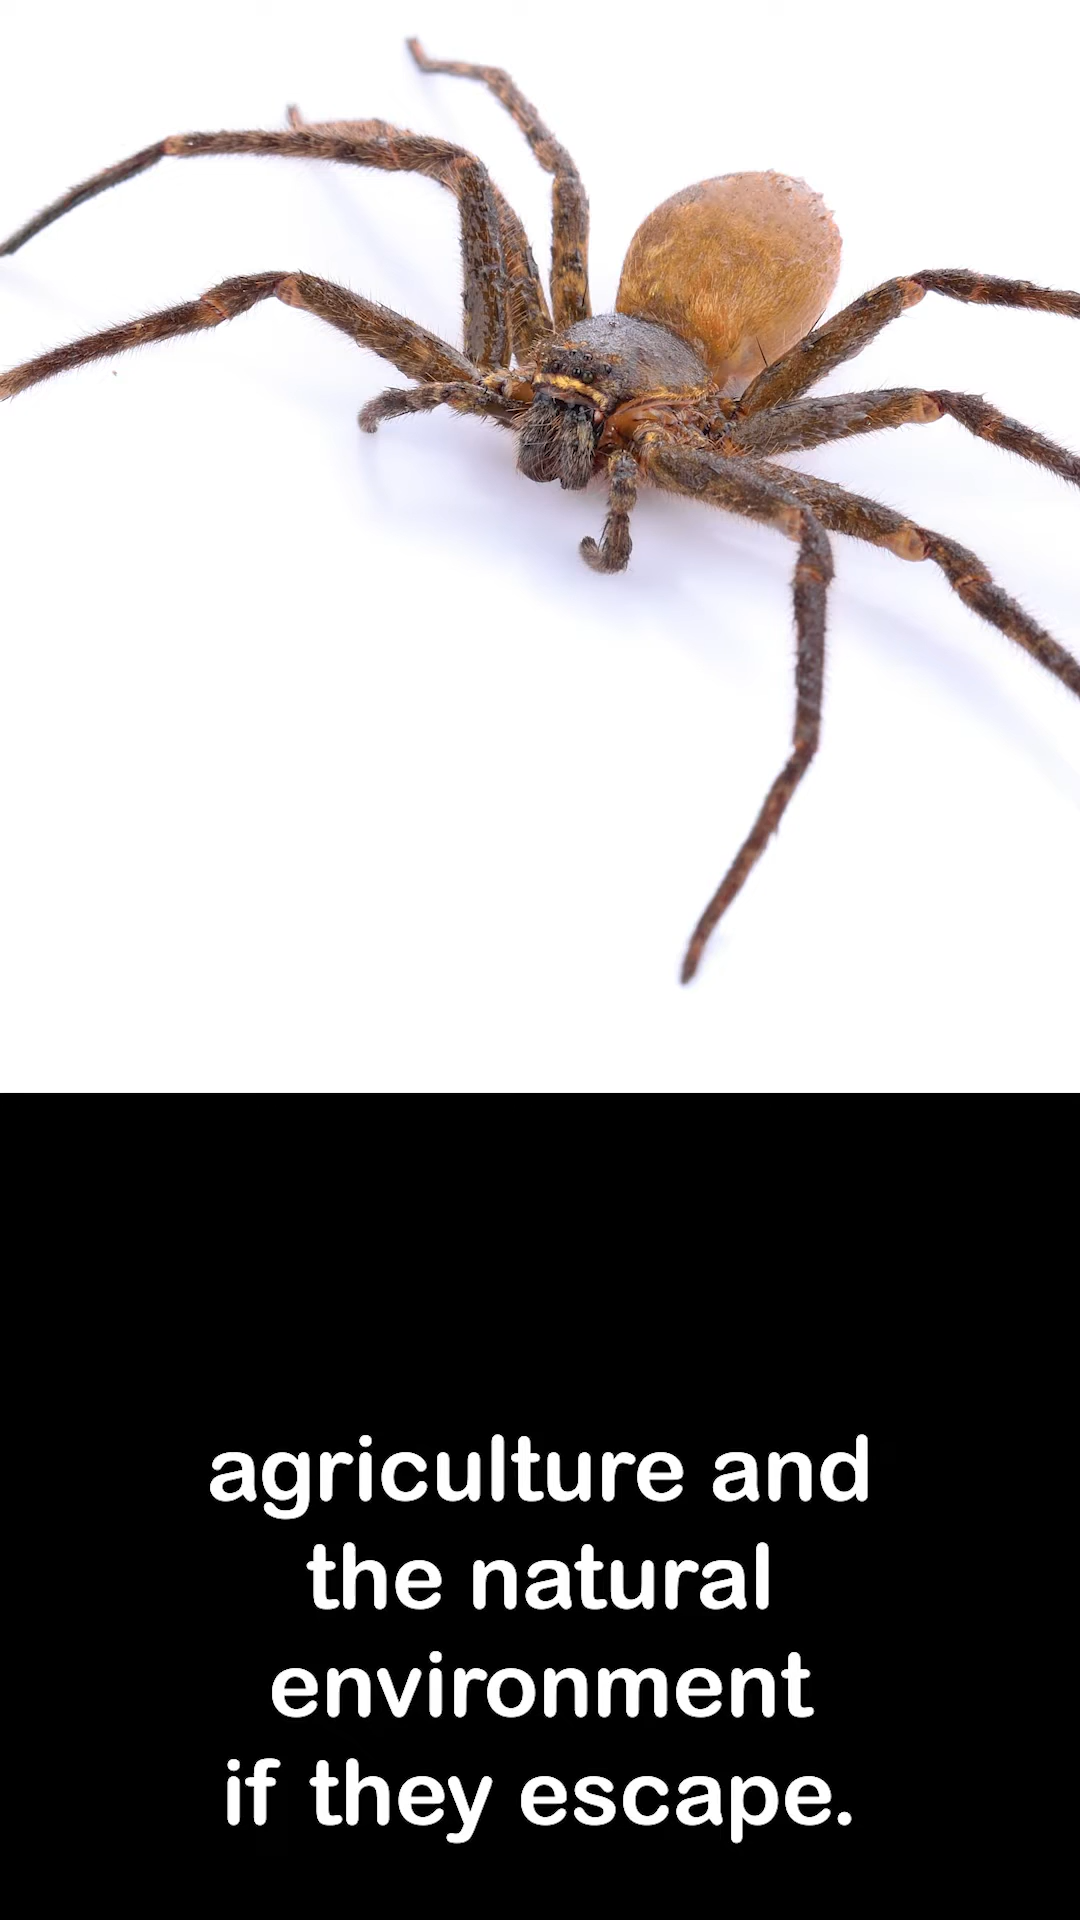 agriculture and
the natural
environment
if they escape.